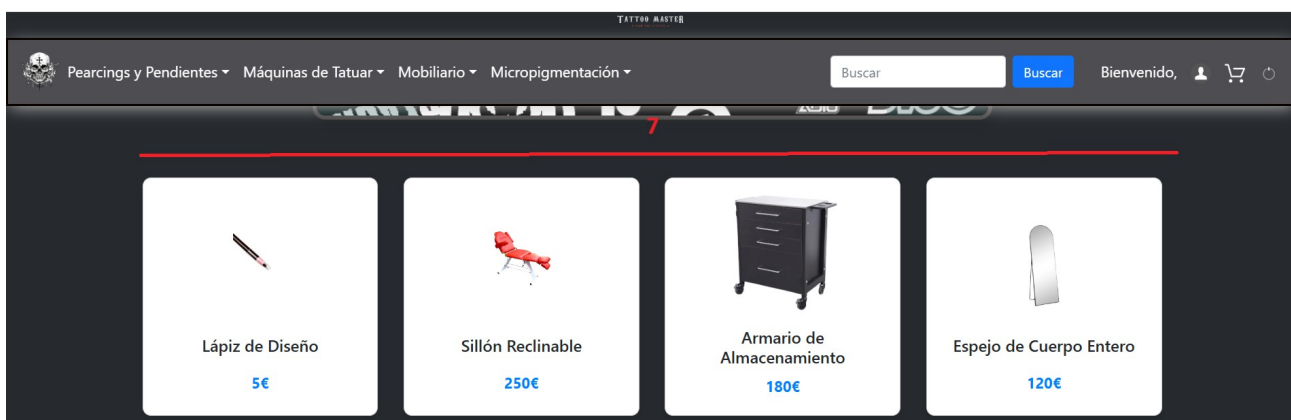 TATTOO MASTER
Pearcings y Pendientes Máquinas de Tatuar Mobiliario Micropigmentación Buscar Buscar Bienvenido,
7
Lápiz de Diseño
5€
Sillón Reclinable
250€
Armario de
Almacenamiento
180€
Espejo de Cuerpo Entero
120€